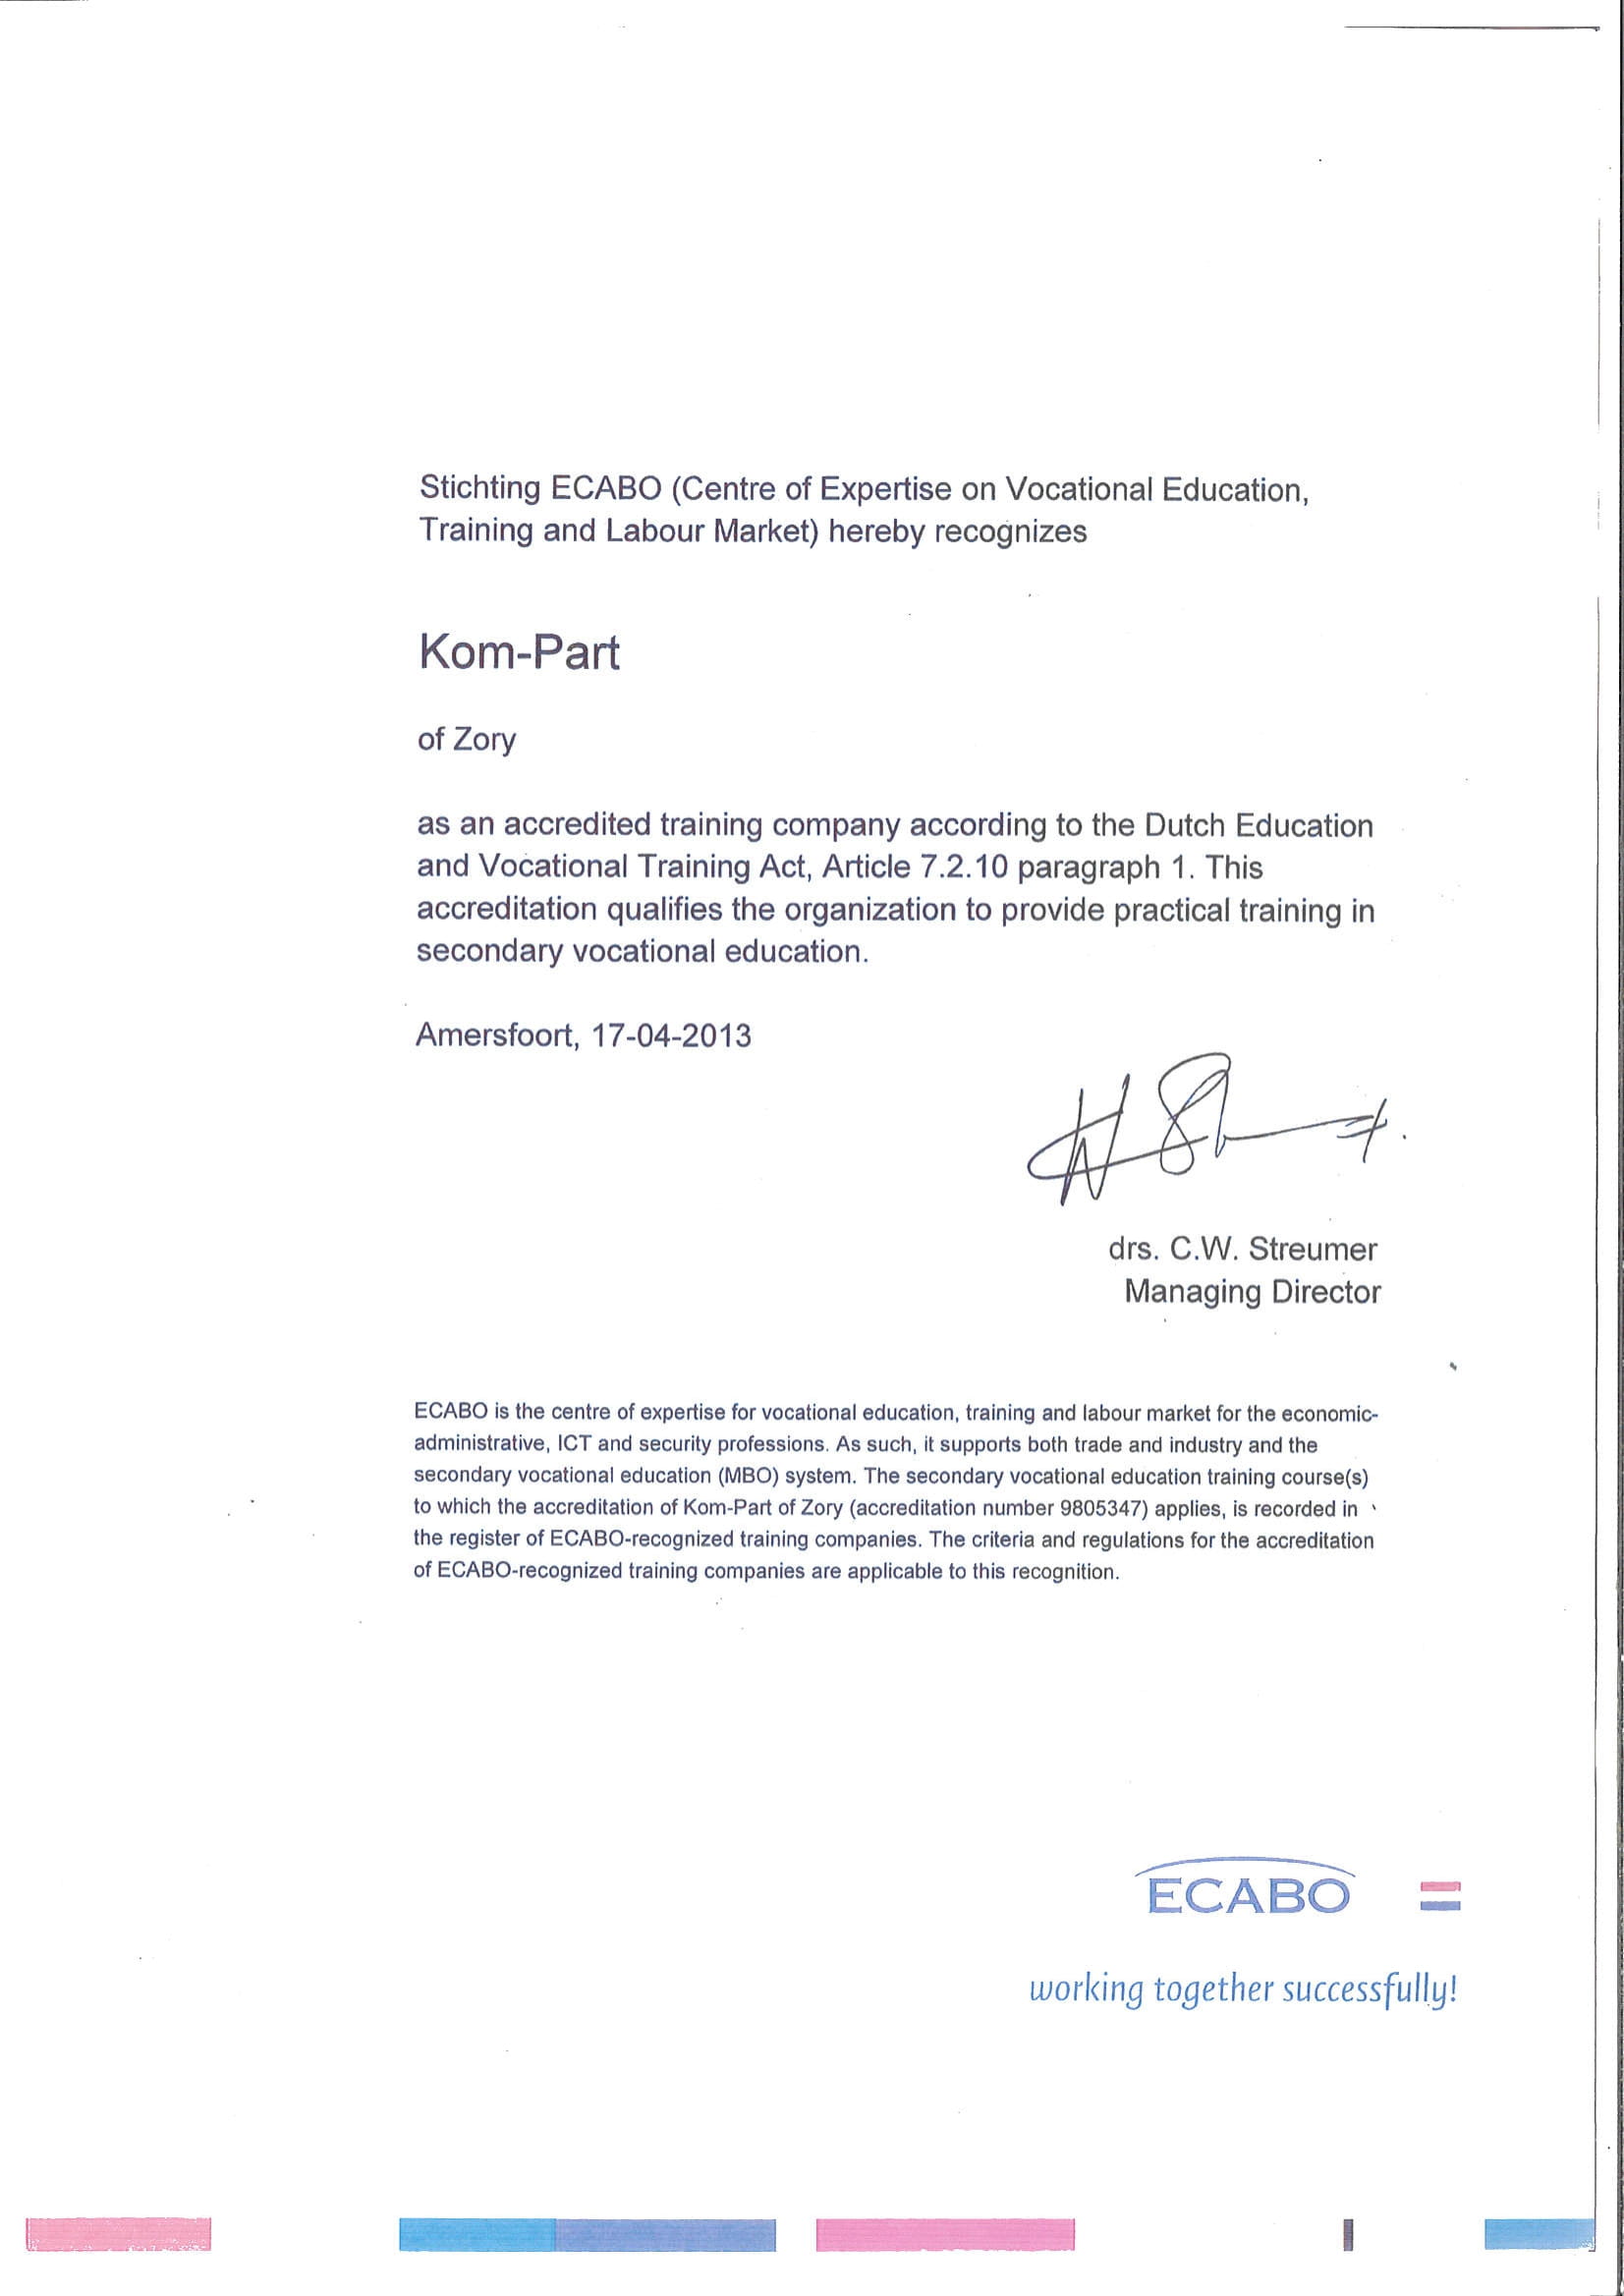 Stichting ECABO (Centre of Expertise on Vocational Education,
Training and Labour Market) hereby recognizes
Kom-Part
of Zory
as an accredited training company according to the Dutch Education
and Vocational Training Act, Article 7.2.10 paragraph 1. This
accreditation qualifies the organization to provide practical training in
secondary vocational education.
Amersfoort, 17-04-2013
drs. C.W. Streumer
Managing Director
ECABO is the centre of expertise for vocational education, training and labour market for the economic-
administrative, ICT and security professions. As such, it supports both trade and industry and the
secondary vocational education (MBO) system. The secondary vocational education training course(s)
to which the accreditation of Kom-Part of Zory (accreditation number 9805347) applies, is recorded in
the register of ECABO-recognized training companies. The criteria and regulations for the accreditation
of ECABO-recognized training companies are applicable to this recognition.
ECABO
working together successfully!